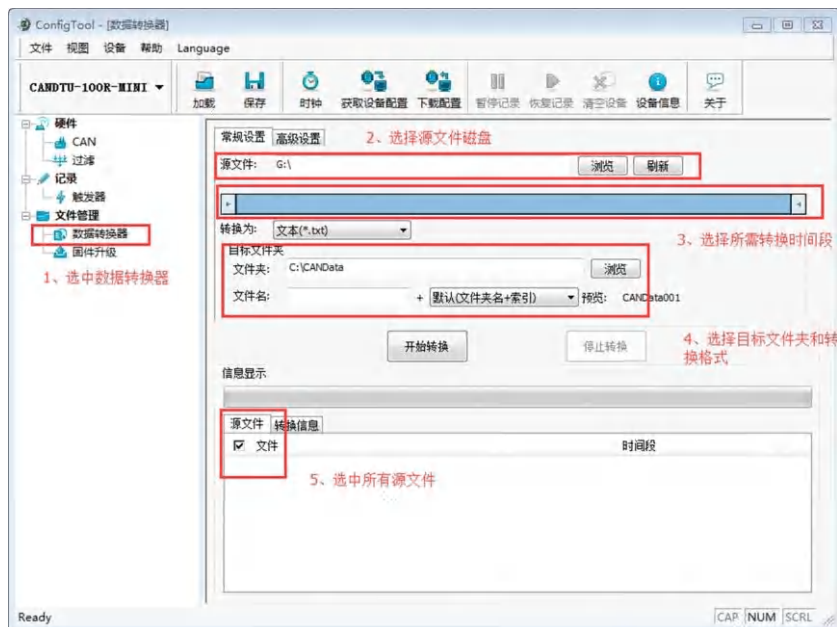 ConfigTool - [数据转换器]
文件 视图 设备 帮助 Language
CANDTU-100R-MINI
加载 保存 时钟 获取设备配置 下载配置 暂停记录 恢复记录 清空设备 设备信息 关于
硬件
CAN
过滤
记录
触发器
文件管理
数据转换器
固件升级
1、选中数据转换器
常规设置 高级设置
2、选择源文件磁盘
源文件: G:\ 浏览 刷新
转换为: 文本(*.txt)
3、选择所需转换时间段
目标文件夹
文件夹: C:\CANData 浏览
文件名: + 默认(文件夹名+索引) 预览: CANData001
开始转换 停止转换
4、选择目标文件夹和转
换格式
信息显示
源文件 转换信息
文件 时间段
5、选中所有源文件
Ready CAP NUM SCRL